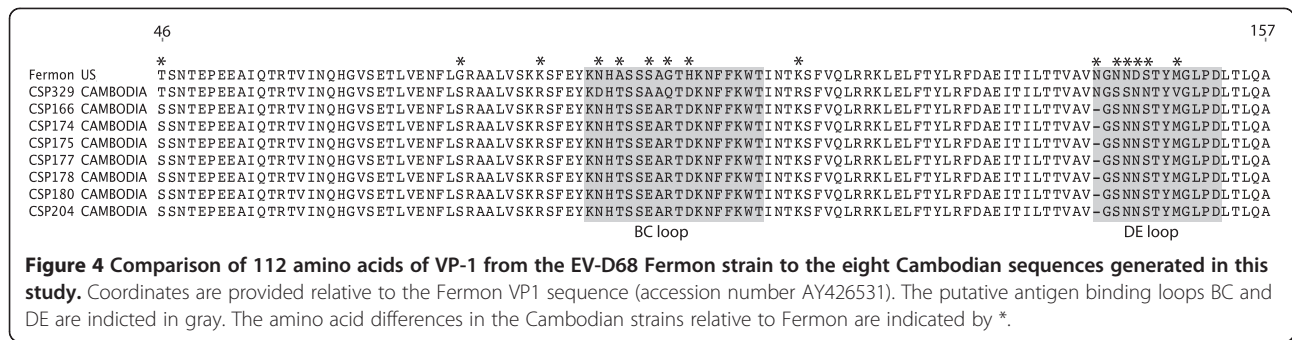 46 157
* * * * * * * * * * * * * * *
Fermon US TSNTEPEEAIQTRTVINQHGVSETLVENFLGRAALVSKKSFEYKNHASSSAGTHKNFFKWTINTKSFVQLRRKLELFTYLRFDAEITILTTVAVNGNNDSTYMGLPDLTLQA
CSP329 CAMBODIA TSNTEPEEAIQTRTVINQHGVSETLVENFLSRAALVSKRSFEYKDHTSSAAQTDKNFFKWTINTKSFVQLRRKLELFTYLRFDAEITILTTVAVNGSNNSTYVGLPDLTLQA
CSP166 CAMBODIA SSNTEPEEAIQTRTVINQHGVSETLVENFLSRAALVSKRSFEYKNHTSSEARTDKNFFKWTINTKSFVQLRRKLELFTYLRFDAEITILTTVAV-GSNNSTYMGLPDLTLQA
CSP174 CAMBODIA SSNTEPEEAIQTRTVINQHGVSETLVENFLSRAALVSKRSFEYKNHTSSEARTDKNFFKWTINTKSFVQLRRKLELFTYLRFDAEITILTTVAV-GSNNSTYMGLPDLTLQA
CSP175 CAMBODIA SSNTEPEEAIQTRTVINQHGVSETLVENFLSRAALVSKRSFEYKNHTSSEARTDKNFFKWTINTKSFVQLRRKLELFTYLRFDAEITILTTVAV-GSNNSTYMGLPDLTLQA
CSP177 CAMBODIA SSNTEPEEAIQTRTVINQHGVSETLVENFLSRAALVSKRSFEYKNHTSSEARTDKNFFKWTINTKSFVQLRRKLELFTYLRFDAEITILTTVAV-GSNNSTYMGLPDLTLQA
CSP178 CAMBODIA SSNTEPEEAIQTRTVINQHGVSETLVENFLSRAALVSKRSFEYKNHTSSEARTDKNFFKWTINTKSFVQLRRKLELFTYLRFDAEITILTTVAV-GSNNSTYMGLPDLTLQA
CSP180 CAMBODIA SSNTEPEEAIQTRTVINQHGVSETLVENFLSRAALVSKRSFEYKNHTSSEARTDKNFFKWTINTKSFVQLRRKLELFTYLRFDAEITILTTVAV-GSNNSTYMGLPDLTLQA
CSP204 CAMBODIA SSNTEPEEAIQTRTVINQHGVSETLVENFLSRAALVSKRSFEYKNHTSSEARTDKNFFKWTINTKSFVQLRRKLELFTYLRFDAEITILTTVAV-GSNNSTYMGLPDLTLQA
BC loop DE loop
Figure 4 Comparison of 112 amino acids of VP-1 from the EV-D68 Fermon strain to the eight Cambodian sequences generated in this
study. Coordinates are provided relative to the Fermon VP1 sequence (accession number AY426531). The putative antigen binding loops BC and
DE are indicted in gray. The amino acid differences in the Cambodian strains relative to Fermon are indicated by *.